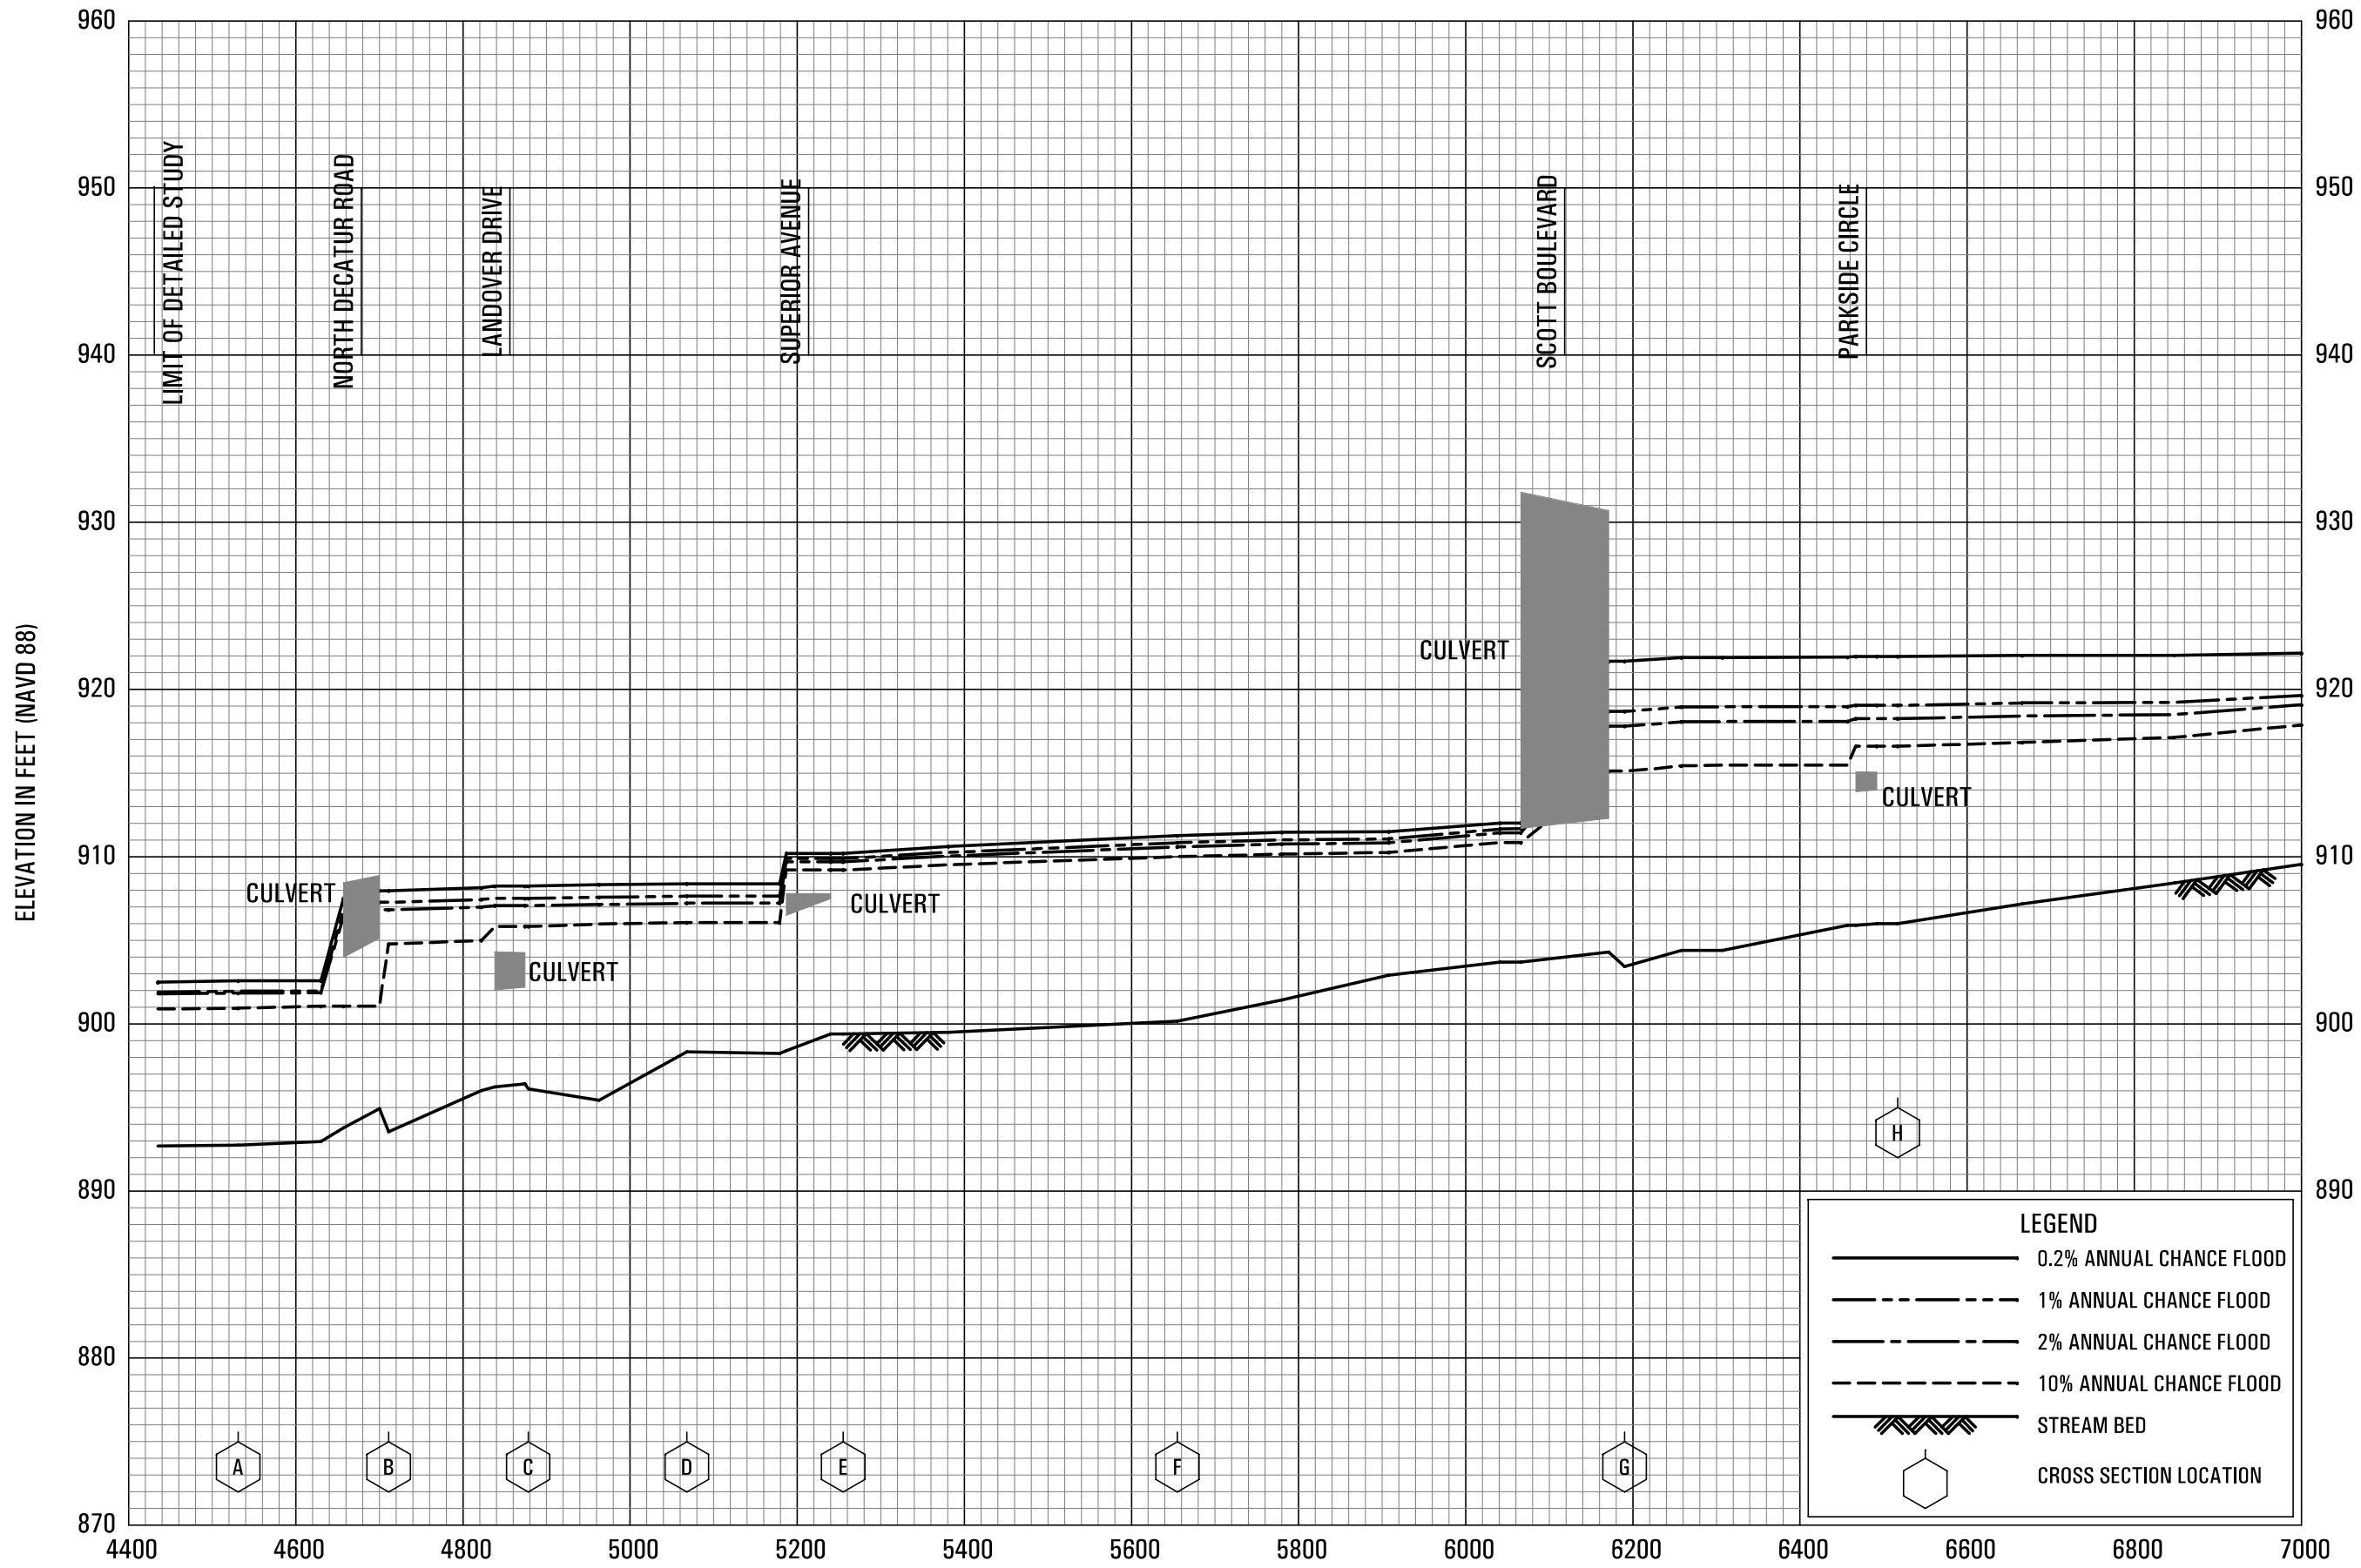 960
960
LIMIT OF DETAILED STUDY
NORTH DECATUR ROAD
LANDOVER DRIVE
SUPERIOR AVENUE
SCOTT BOULEVARD
PARKSIDE CIRCLE
950
950
940
940
930
930
ELEVATION IN FEET (NAVD 88)
CULVERT
920
920
CULVERT
910
910
CULVERT
CULVERT
CULVERT
900
900
H
890
890
LEGEND
0.2% ANNUAL CHANCE FLOOD
1% ANNUAL CHANCE FLOOD
2% ANNUAL CHANCE FLOOD
10% ANNUAL CHANCE FLOOD
STREAM BED
CROSS SECTION LOCATION
880
A B C D E F G
870
4400 4600 4800 5000 5200 5400 5600 5800 6000 6200 6400 6600 6800 7000